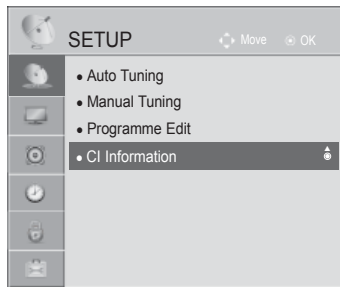 SETUP Move OK
Auto Tuning
Manual Tuning
Programme Edit
CI Information